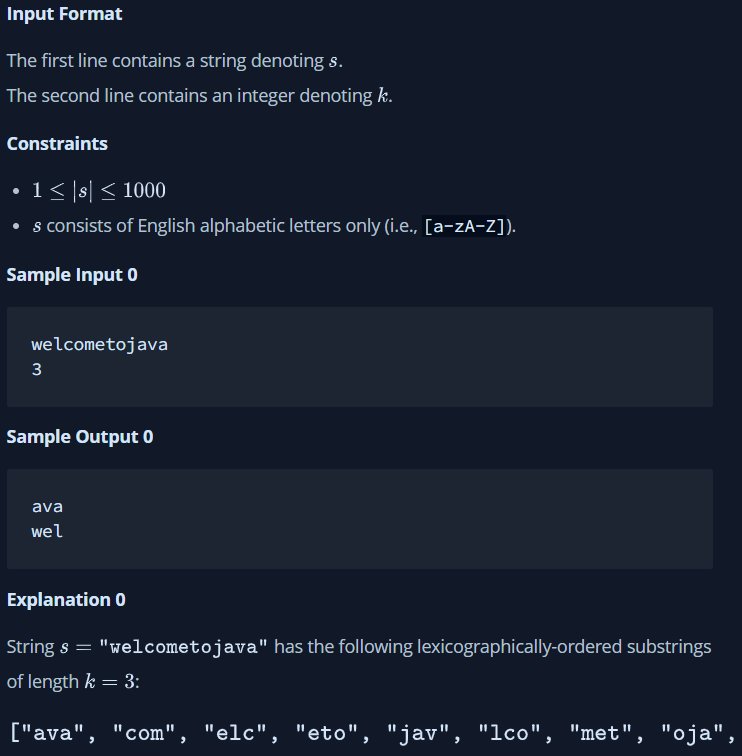 Input Format
The first line contains a string denoting s.
The second line contains an integer denoting k.
Constraints
• 1 ≤ |s| ≤ 1000
• s consists of English alphabetic letters only (i.e., [a-zA-Z]).
Sample Input 0
welcometojava
3
Sample Output 0
ava
wel
Explanation 0
String s = "welcometojava" has the following lexicographically-ordered substrings
of length k = 3:
["ava", "com", "elc", "eto", "jav", "lco", "met", "oja",